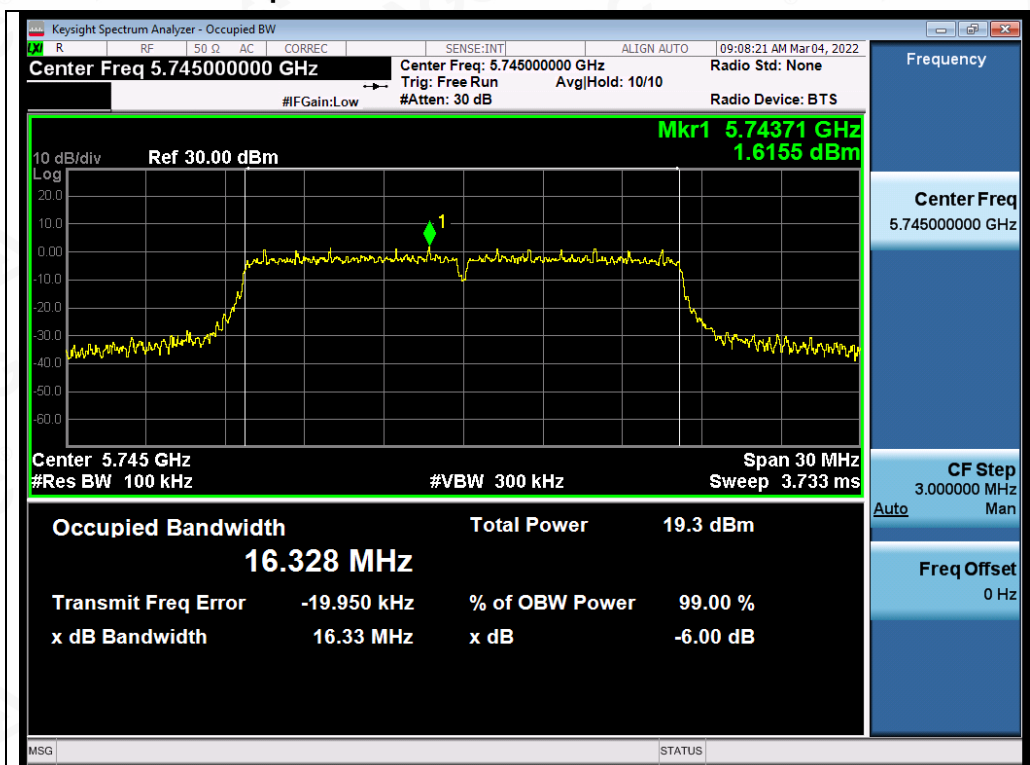 Keysight Spectrum Analyzer - Occupied BW
LXI R RF 50 Ω AC CORREC SENSE:INT ALIGN AUTO 09:08:21 AM Mar 04, 2022
Center Freq 5.745000000 GHz
Center Freq: 5.745000000 GHz
Radio Std: None
Trig: Free Run Avg|Hold: 10/10
#IFGain:Low #Atten: 30 dB Radio Device: BTS
Mkr1 5.74371 GHz
1.6155 dBm
10 dB/div Ref 30.00 dBm
Log
20.0
10.0
0.00
-10.0
-20.0
-30.0
-40.0
-50.0
-60.0
1
Center 5.745 GHz Span 30 MHz
#Res BW 100 kHz #VBW 300 kHz Sweep 3.733 ms
Occupied Bandwidth Total Power 19.3 dBm
16.328 MHz
Transmit Freq Error -19.950 kHz % of OBW Power 99.00 %
x dB Bandwidth 16.33 MHz x dB -6.00 dB
MSG STATUS
Frequency
Center Freq
5.745000000 GHz
CF Step
3.000000 MHz
Auto Man
Freq Offset
0 Hz